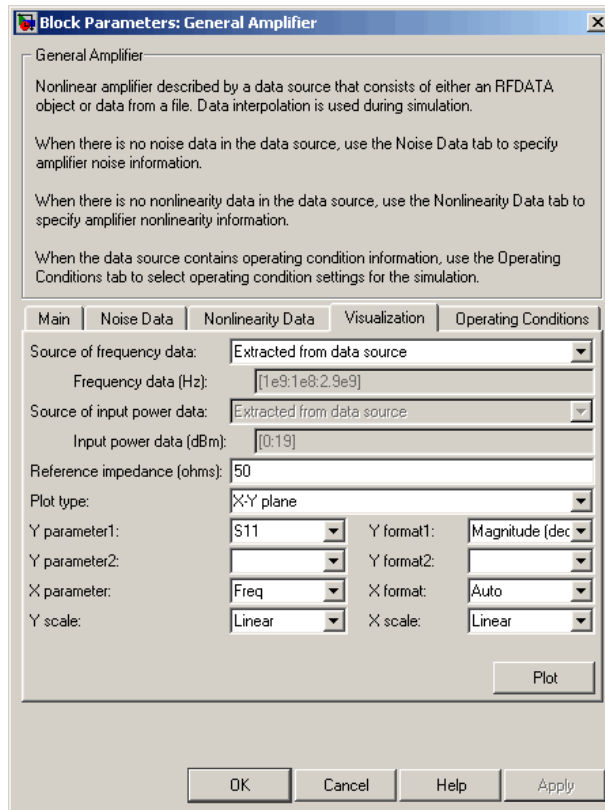 Block Parameters: General Amplifier
General Amplifier
Nonlinear amplifier described by a data source that consists of either an RFDATA
object or data from a file. Data interpolation is used during simulation.
When there is no noise data in the data source, use the Noise Data tab to specify
amplifier noise information.
When there is no nonlinearity data in the data source, use the Nonlinearity Data tab to
specify amplifier nonlinearity information.
When the data source contains operating condition information, use the Operating
Conditions tab to select operating condition settings for the simulation.
Main Noise Data Nonlinearity Data Visualization Operating Conditions
Source of frequency data: Extracted from data source
Frequency data (Hz): [1e9:1e8:2.9e9]
Source of input power data: Extracted from data source
Input power data (dBm): [0:19]
Reference impedance (ohms): 50
Plot type: X-Y plane
Y parameter1: S11 Y format1: Magnitude (dec
Y parameter2: Y format2:
X parameter: Freq X format: Auto
Y scale: Linear X scale: Linear
Plot
OK Cancel Help Apply